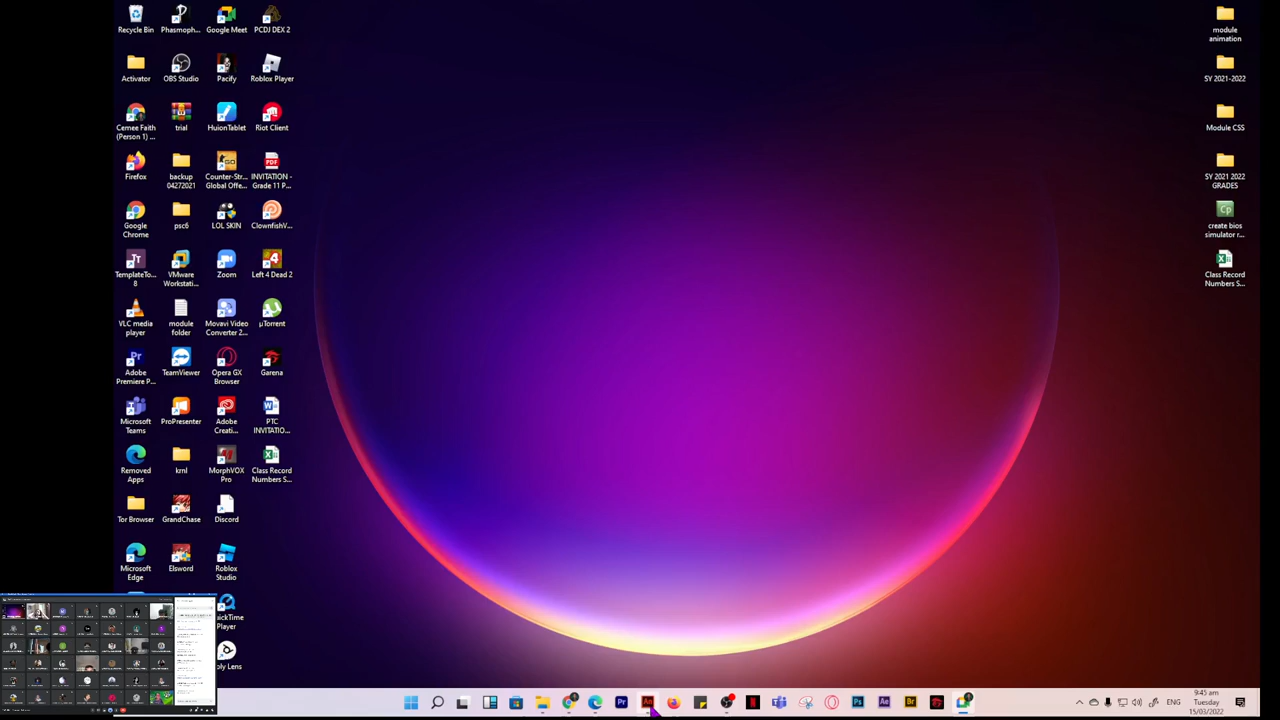 Recycle Bin
Phasmoph...
Google Meet
PCDJ DEX 2
Activator
OBS Studio
Pacify
Roblox Player
Cemee Faith
(Person 1) ...
trial
HuionTablet
Riot Client
Firefox
backup
04272021
Counter-Str...
Global Offe...
INVITATION -
Grade 11 P...
Google
Chrome
psc6
LOL SKIN
ClownfishV...
TemplateTo...
8
VMware
Workstati...
Zoom
Left 4 Dead 2
VLC media
player
module
folder
Movavi Video
Converter 2...
µTorrent
Adobe
Premiere P...
TeamViewer
Opera GX
Browser
Garena
Microsoft
Teams
ProPresenter
Adobe
Creati...
PTC
INVITATIO...
Removed
Apps
krnl
MorphVOX
Pro
Class Record
Numbers S...
Tor Browser
GrandChase
Discord
Microsoft
Edge
Elsword
Roblox
Studio
uickTime
Player
ply Lens
module
animation
SY 2021-2022
Module CSS
SY 2021 2022
GRADES
create bios
simulator r...
Class Record
Numbers S...
ENG
9:45 am
Tuesday
15/03/2022